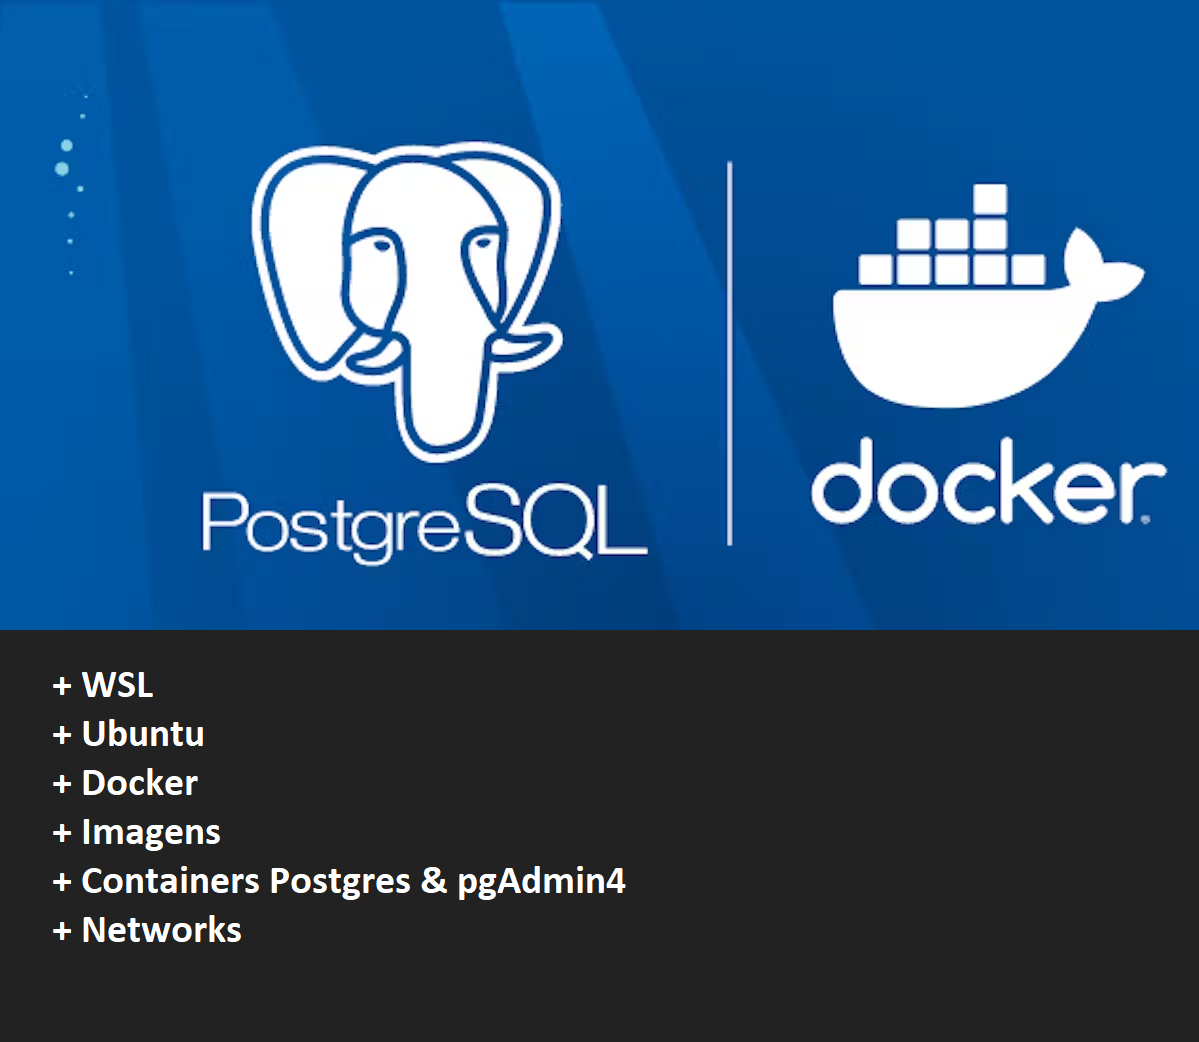 PostgreSQL
docker
+ WSL
+ Ubuntu
+ Docker
+ Imagens
+ Containers Postgres & pgAdmin4
+ Networks